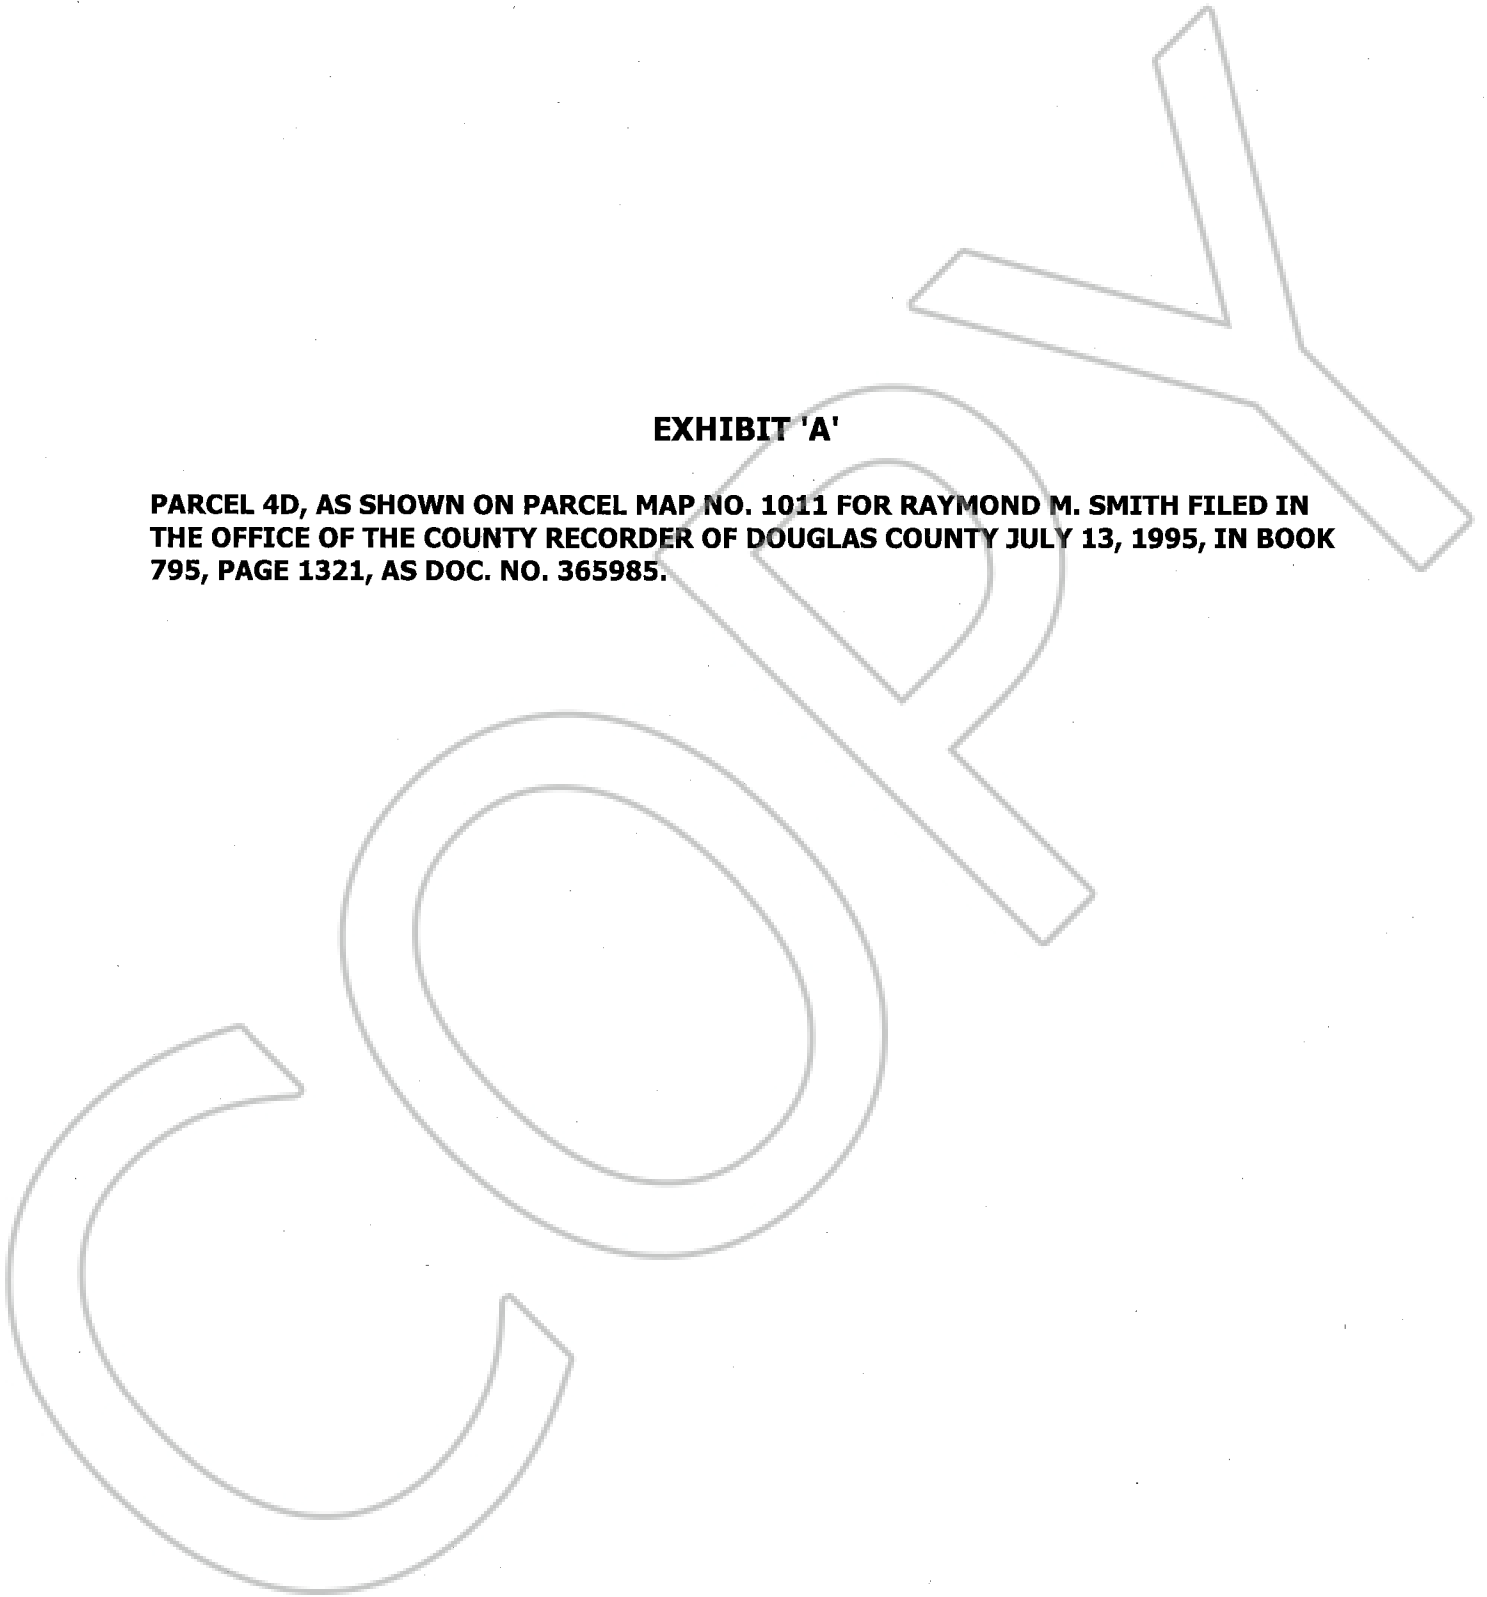 EXHIBIT 'A'
PARCEL 4D, AS SHOWN ON PARCEL MAP NO. 1011 FOR RAYMOND M. SMITH FILED IN
THE OFFICE OF THE COUNTY RECORDER OF DOUGLAS COUNTY JULY 13, 1995, IN BOOK
795, PAGE 1321, AS DOC. NO. 365985.
COPY